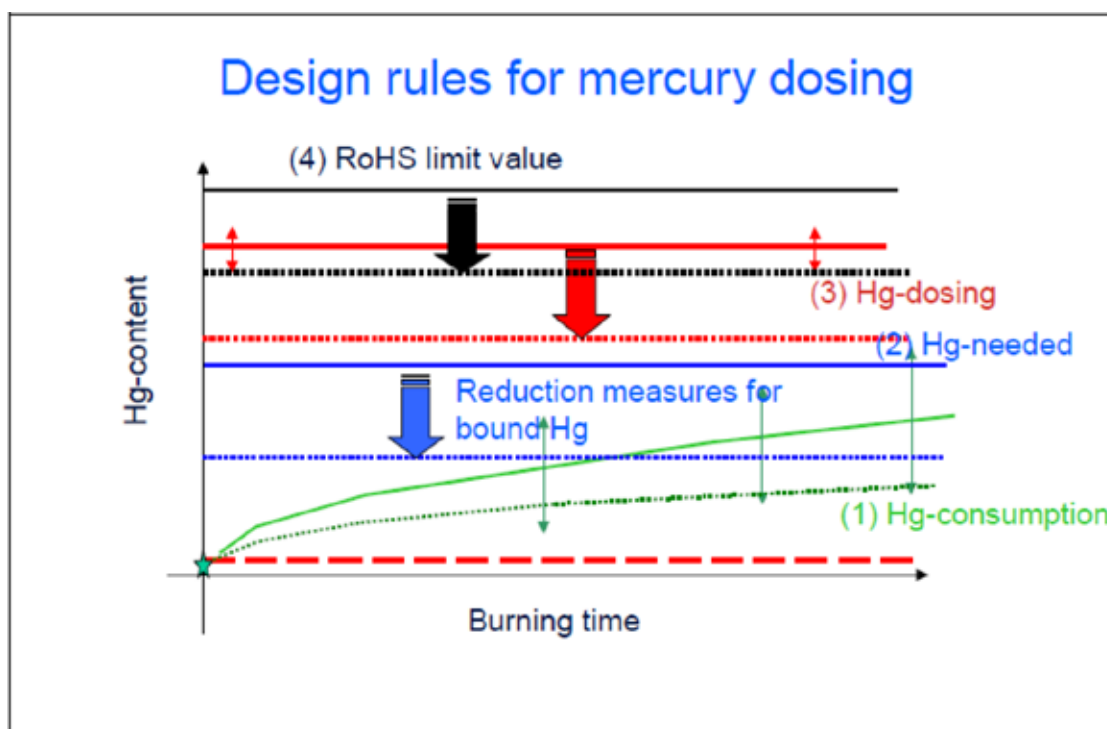 Design rules for mercury dosing
(4) RoHS limit value
Hg-content
(3) Hg-dosing
(2) Hg-needed
Reduction measures for
bound Hg
(1) Hg-consumption
Burning time